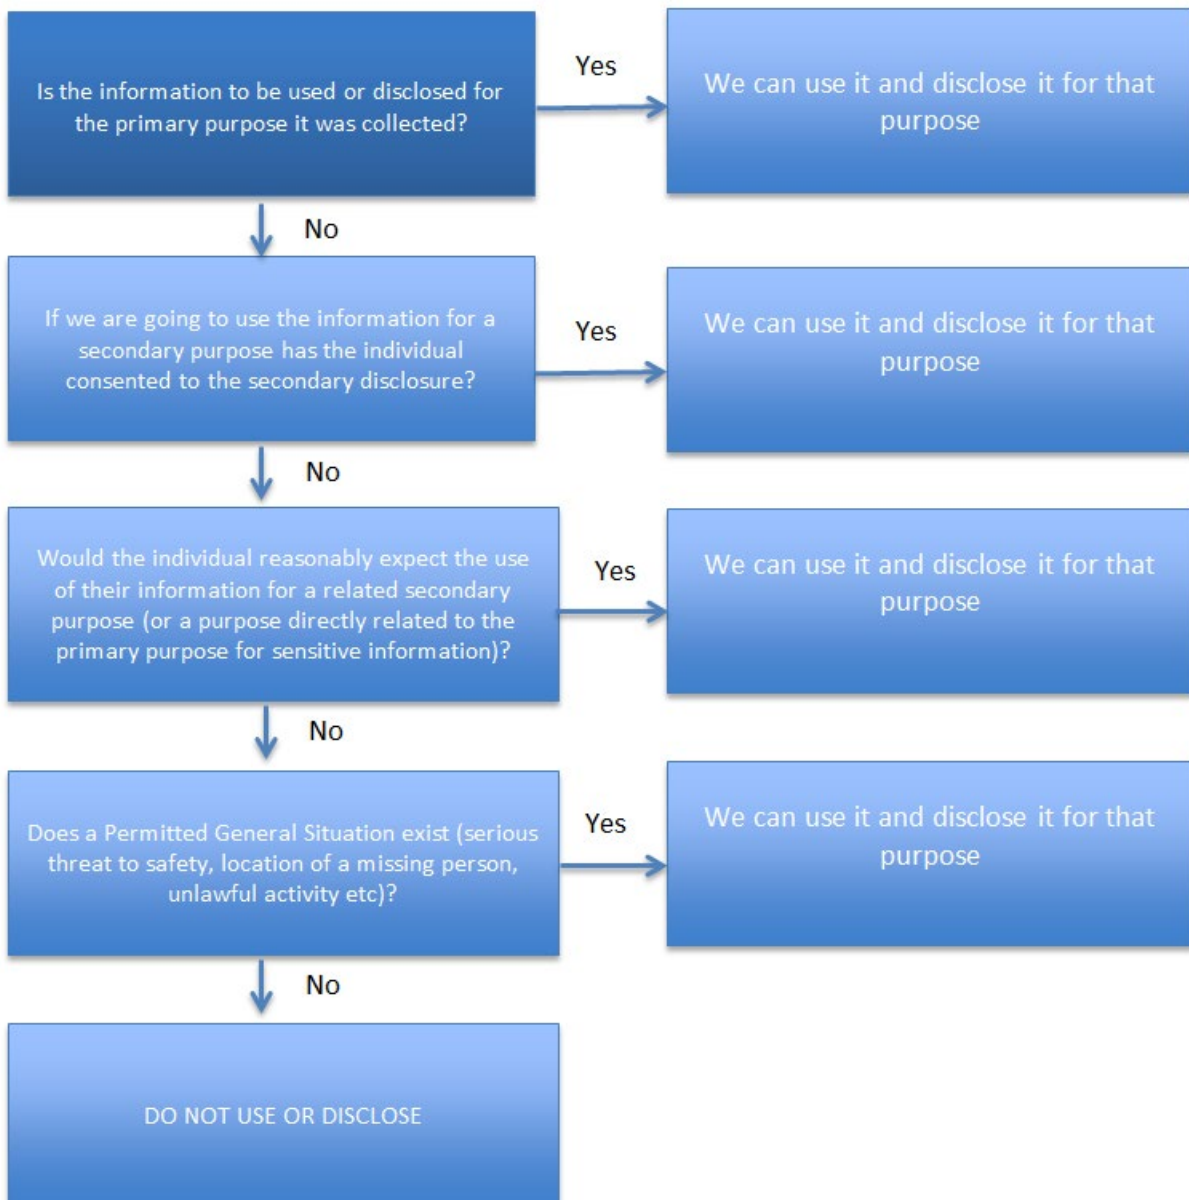 Is the information to be used or disclosed for
the primary purpose it was collected?
Yes
We can use it and disclose it for that
purpose
No
If we are going to use the information for a
secondary purpose has the individual
consented to the secondary disclosure?
Yes
We can use it and disclose it for that
purpose
No
Would the individual reasonably expect the use
of their information for a related secondary
purpose (or a purpose directly related to the
primary purpose for sensitive information)?
Yes
We can use it and disclose it for that
purpose
No
Does a Permitted General Situation exist (serious
threat to safety, location of a missing person,
unlawful activity etc)?
Yes
We can use it and disclose it for that
purpose
No
DO NOT USE OR DISCLOSE